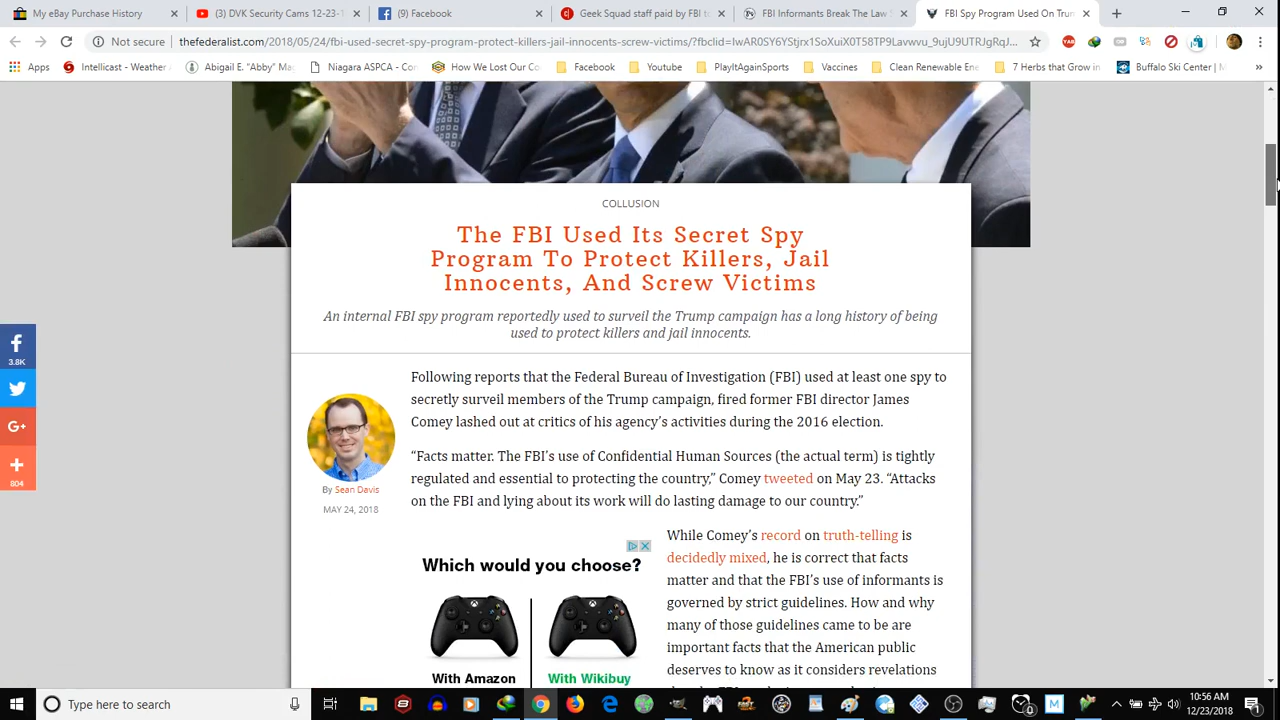 My eBay Purchase History
(3) DVK Security Cams 12-23-1
(9) Facebook
Geek Squad staff paid by FBI to
FBI Informants Break The Law
FBI Spy Program Used On Trum
Not secure
thefederalist.com/2018/05/24/fbi-used-secret-spy-program-protect-killers-jail-innocents-screw-victims/?fbclid=IwAR0SY6YStjrv1SoXuiX0T58TP9Lavwvu_9ujU9UTRJgRqJ...
Apps
Intellicast - Weather
Abigail E. "Abby" Mag
Niagara ASPCA - Con
How We Lost Our Co
Facebook
Youtube
PlayItAgainSports
Vaccines
Clean Renewable Ene
7 Herbs that Grow in
Buffalo Ski Center | M
COLLUSION
The FBI Used Its Secret Spy
Program To Protect Killers, Jail
Innocents, And Screw Victims
An internal FBI spy program reportedly used to surveil the Trump campaign has a long history of being
used to protect killers and jail innocents.
3.8K
804
By Sean Davis
MAY 24, 2018
Following reports that the Federal Bureau of Investigation (FBI) used at least one spy to
secretly surveil members of the Trump campaign, fired former FBI director James
Comey lashed out at critics of his agency's activities during the 2016 election.
“Facts matter. The FBI's use of Confidential Human Sources (the actual term) is tightly
regulated and essential to protecting the country,” Comey tweeted on May 23. “Attacks
on the FBI and lying about its work will do lasting damage to our country.”
Which would you choose?
With Amazon
With Wikibuy
While Comey's record on truth-telling is
decidedly mixed, he is correct that facts
matter and that the FBI's use of informants is
governed by strict guidelines. How and why
many of those guidelines came to be are
important facts that the American public
deserves to know as it considers revelations
Type here to search
10:56 AM
12/23/2018